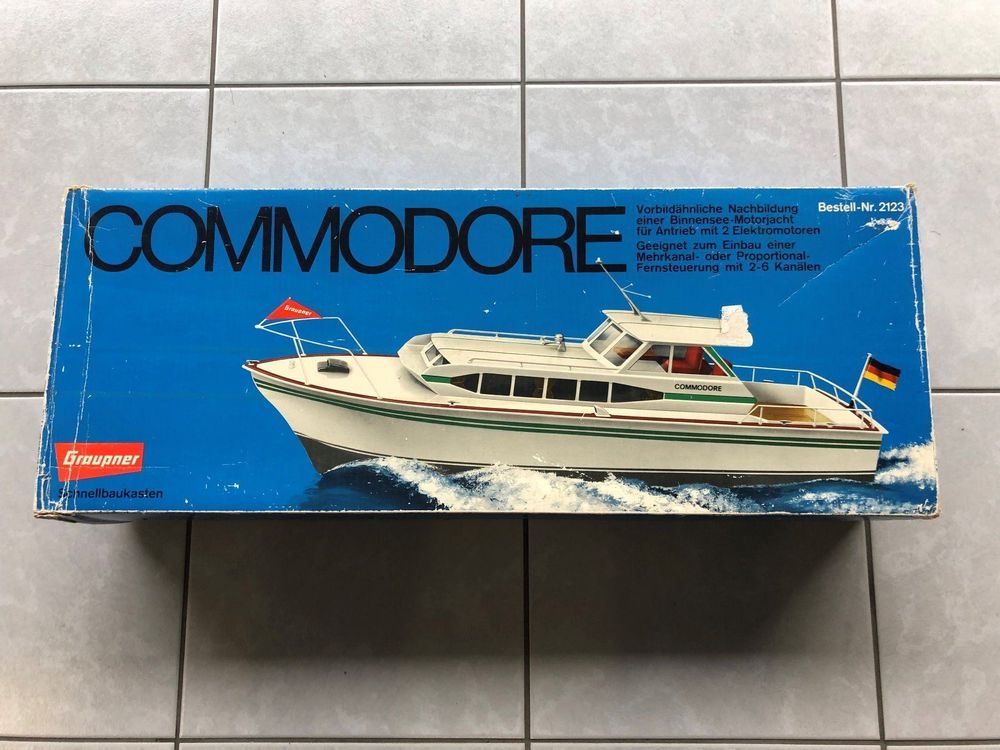 COMMODORE
Vorbildähnliche Nachbildung
einer Binnensee-Motorjacht
für Antrieb mit 2 Elektromotoren
Geeignet zum Einbau einer
Mehrkanal- oder Proportional-
Fernsteuerung mit 2-6 Kanälen
Bestell-Nr. 2123
Graupner
COMMODORE
Graupner
Schnellbaukasten